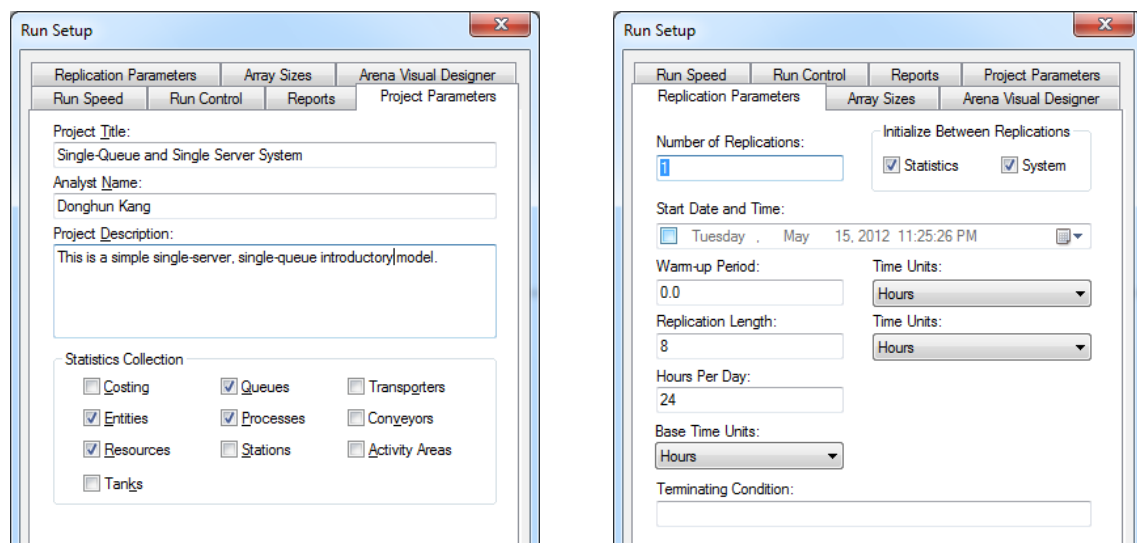 Run Setup
Replication Parameters Array Sizes Arena Visual Designer
Run Speed Run Control Reports Project Parameters
Project Title:
Single-Queue and Single Server System
Analyst Name:
Donghun Kang
Project Description:
This is a simple single-server, single-queue introductory model.
Statistics Collection
Costing Queues Transporters
Entities Processes Conveyors
Resources Stations Activity Areas
Tanks
Run Setup
Run Speed Run Control Reports Project Parameters
Replication Parameters Array Sizes Arena Visual Designer
Number of Replications:
1
Initialize Between Replications
Statistics System
Start Date and Time:
Tuesday , May 15, 2012 11:25:26 PM
Warm-up Period: Time Units:
0.0 Hours
Replication Length: Time Units:
8 Hours
Hours Per Day:
24
Base Time Units:
Hours
Terminating Condition: